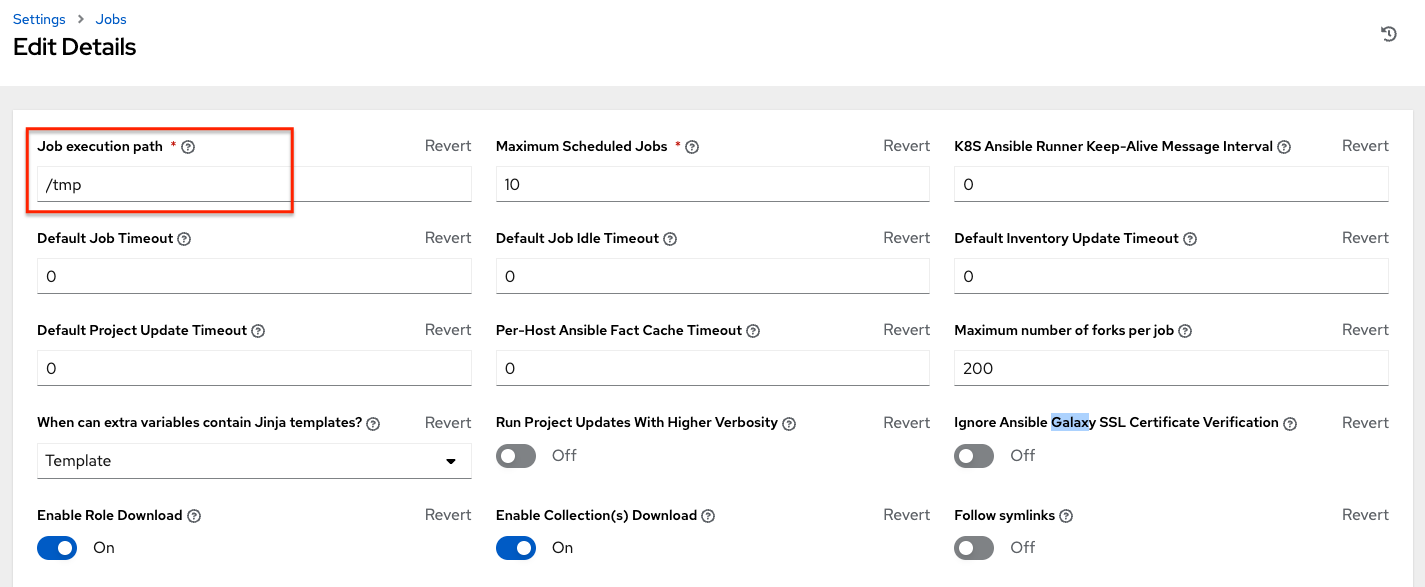 Settings > Jobs
Edit Details
Job execution path * Revert Maximum Scheduled Jobs * Revert K8S Ansible Runner Keep-Alive Message Interval Revert
/tmp 10 0
Default Job Timeout Revert Default Job Idle Timeout Revert Default Inventory Update Timeout Revert
0 0 0
Default Project Update Timeout Revert Per-Host Ansible Fact Cache Timeout Revert Maximum number of forks per job Revert
0 0 200
When can extra variables contain Jinja templates? Revert Run Project Updates With Higher Verbosity Revert Ignore Ansible Galaxy SSL Certificate Verification Revert
Template Off Off
Enable Role Download Revert Enable Collection(s) Download Revert Follow symlinks Revert
On On Off